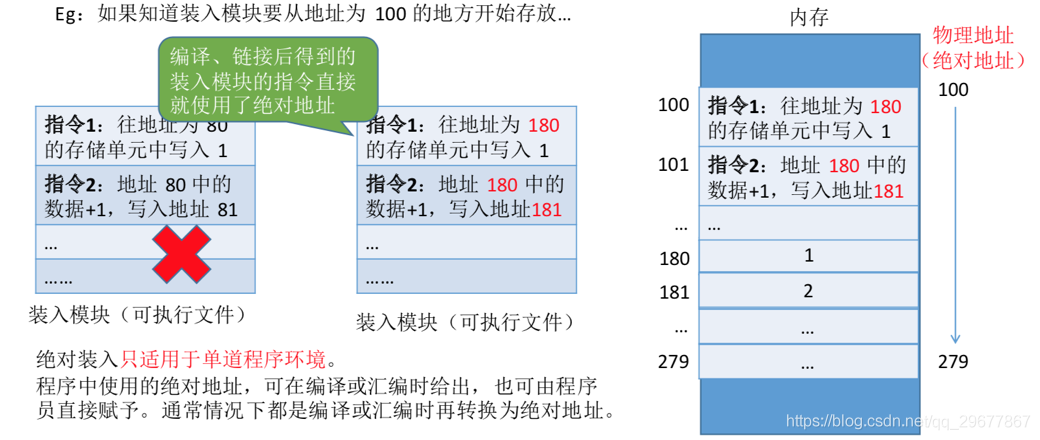 Eg：如果知道装入模块要从地址为 100 的地方开始存放…
编译、链接后得到的
装入模块的指令直接
就使用了绝对地址
指令1：往地址为 80
的存储单元中写入 1
指令2：地址 80 中的
数据+1，写入地址 81
…
……
装入模块（可执行文件）
指令1：往地址为 180
的存储单元中写入 1
指令2：地址 180 中的
数据+1，写入地址181
…
……
装入模块（可执行文件）
绝对装入只适用于单道程序环境。
程序中使用的绝对地址，可在编译或汇编时给出，也可由程序
员直接赋予。通常情况下都是编译或汇编时再转换为绝对地址。
内存
物理地址
（绝对地址）
100
指令1：往地址为 180
的存储单元中写入 1
100
101
指令2：地址 180 中的
数据+1，写入地址181
…
…
180
1
181
2
…
…
279
…
279
https://blog.csdn.net/qq_29677867